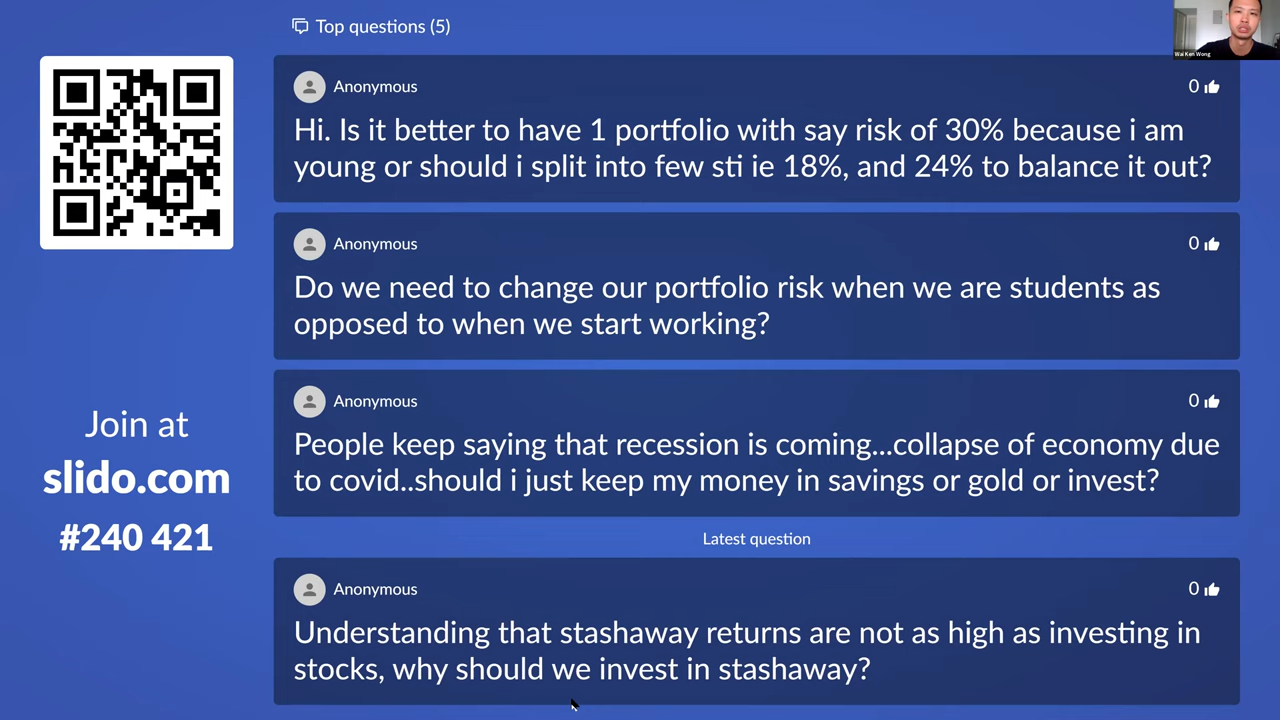 Top questions (5)
Wai Ken Wong
Anonymous
0
Hi. Is it better to have 1 portfolio with say risk of 30% because i am
young or should i split into few sti ie 18%, and 24% to balance it out?
Anonymous
0
Do we need to change our portfolio risk when we are students as
opposed to when we start working?
Anonymous
0
People keep saying that recession is coming...collapse of economy due
to covid..should i just keep my money in savings or gold or invest?
Join at
slido.com
#240 421
Latest question
Anonymous
0
Understanding that stashaway returns are not as high as investing in
stocks, why should we invest in stashaway?